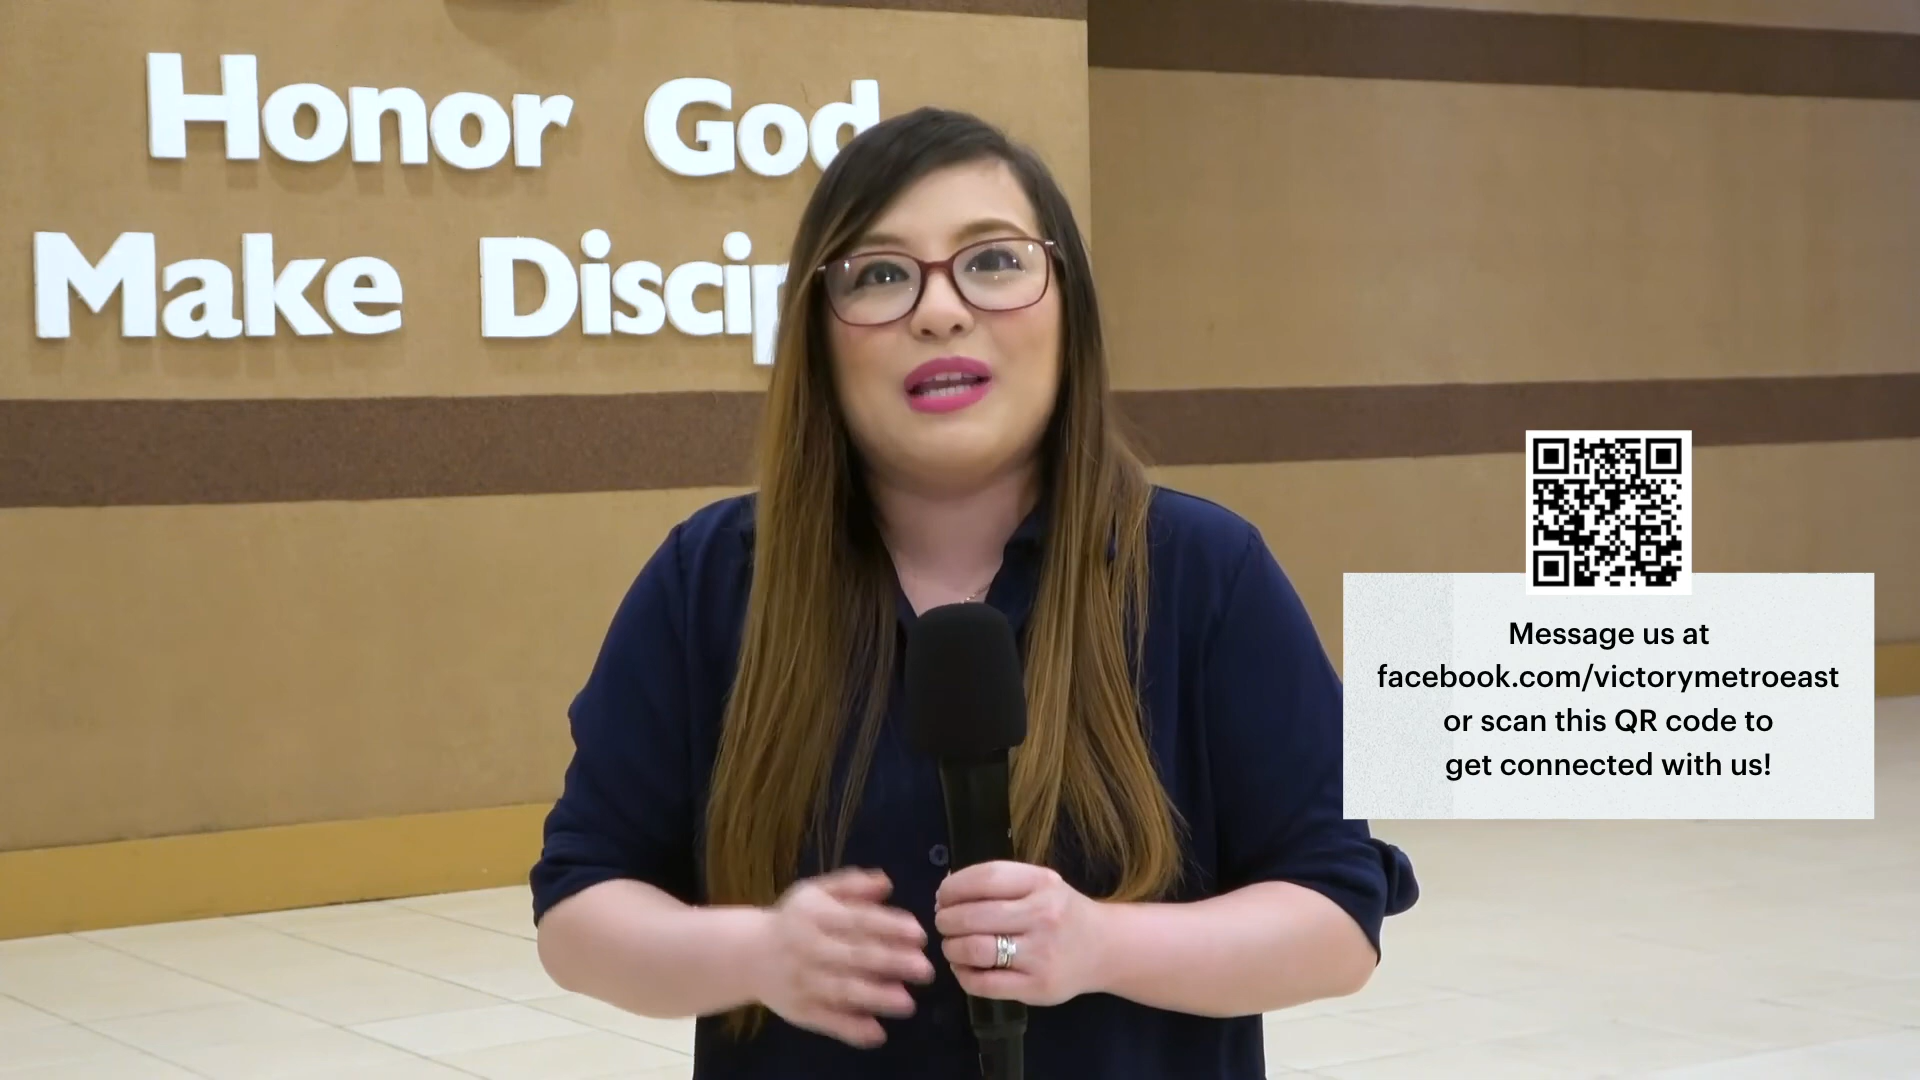 Honor God
Make Discip
Message us at
facebook.com/victorymetroeast
or scan this QR code to
get connected with us!